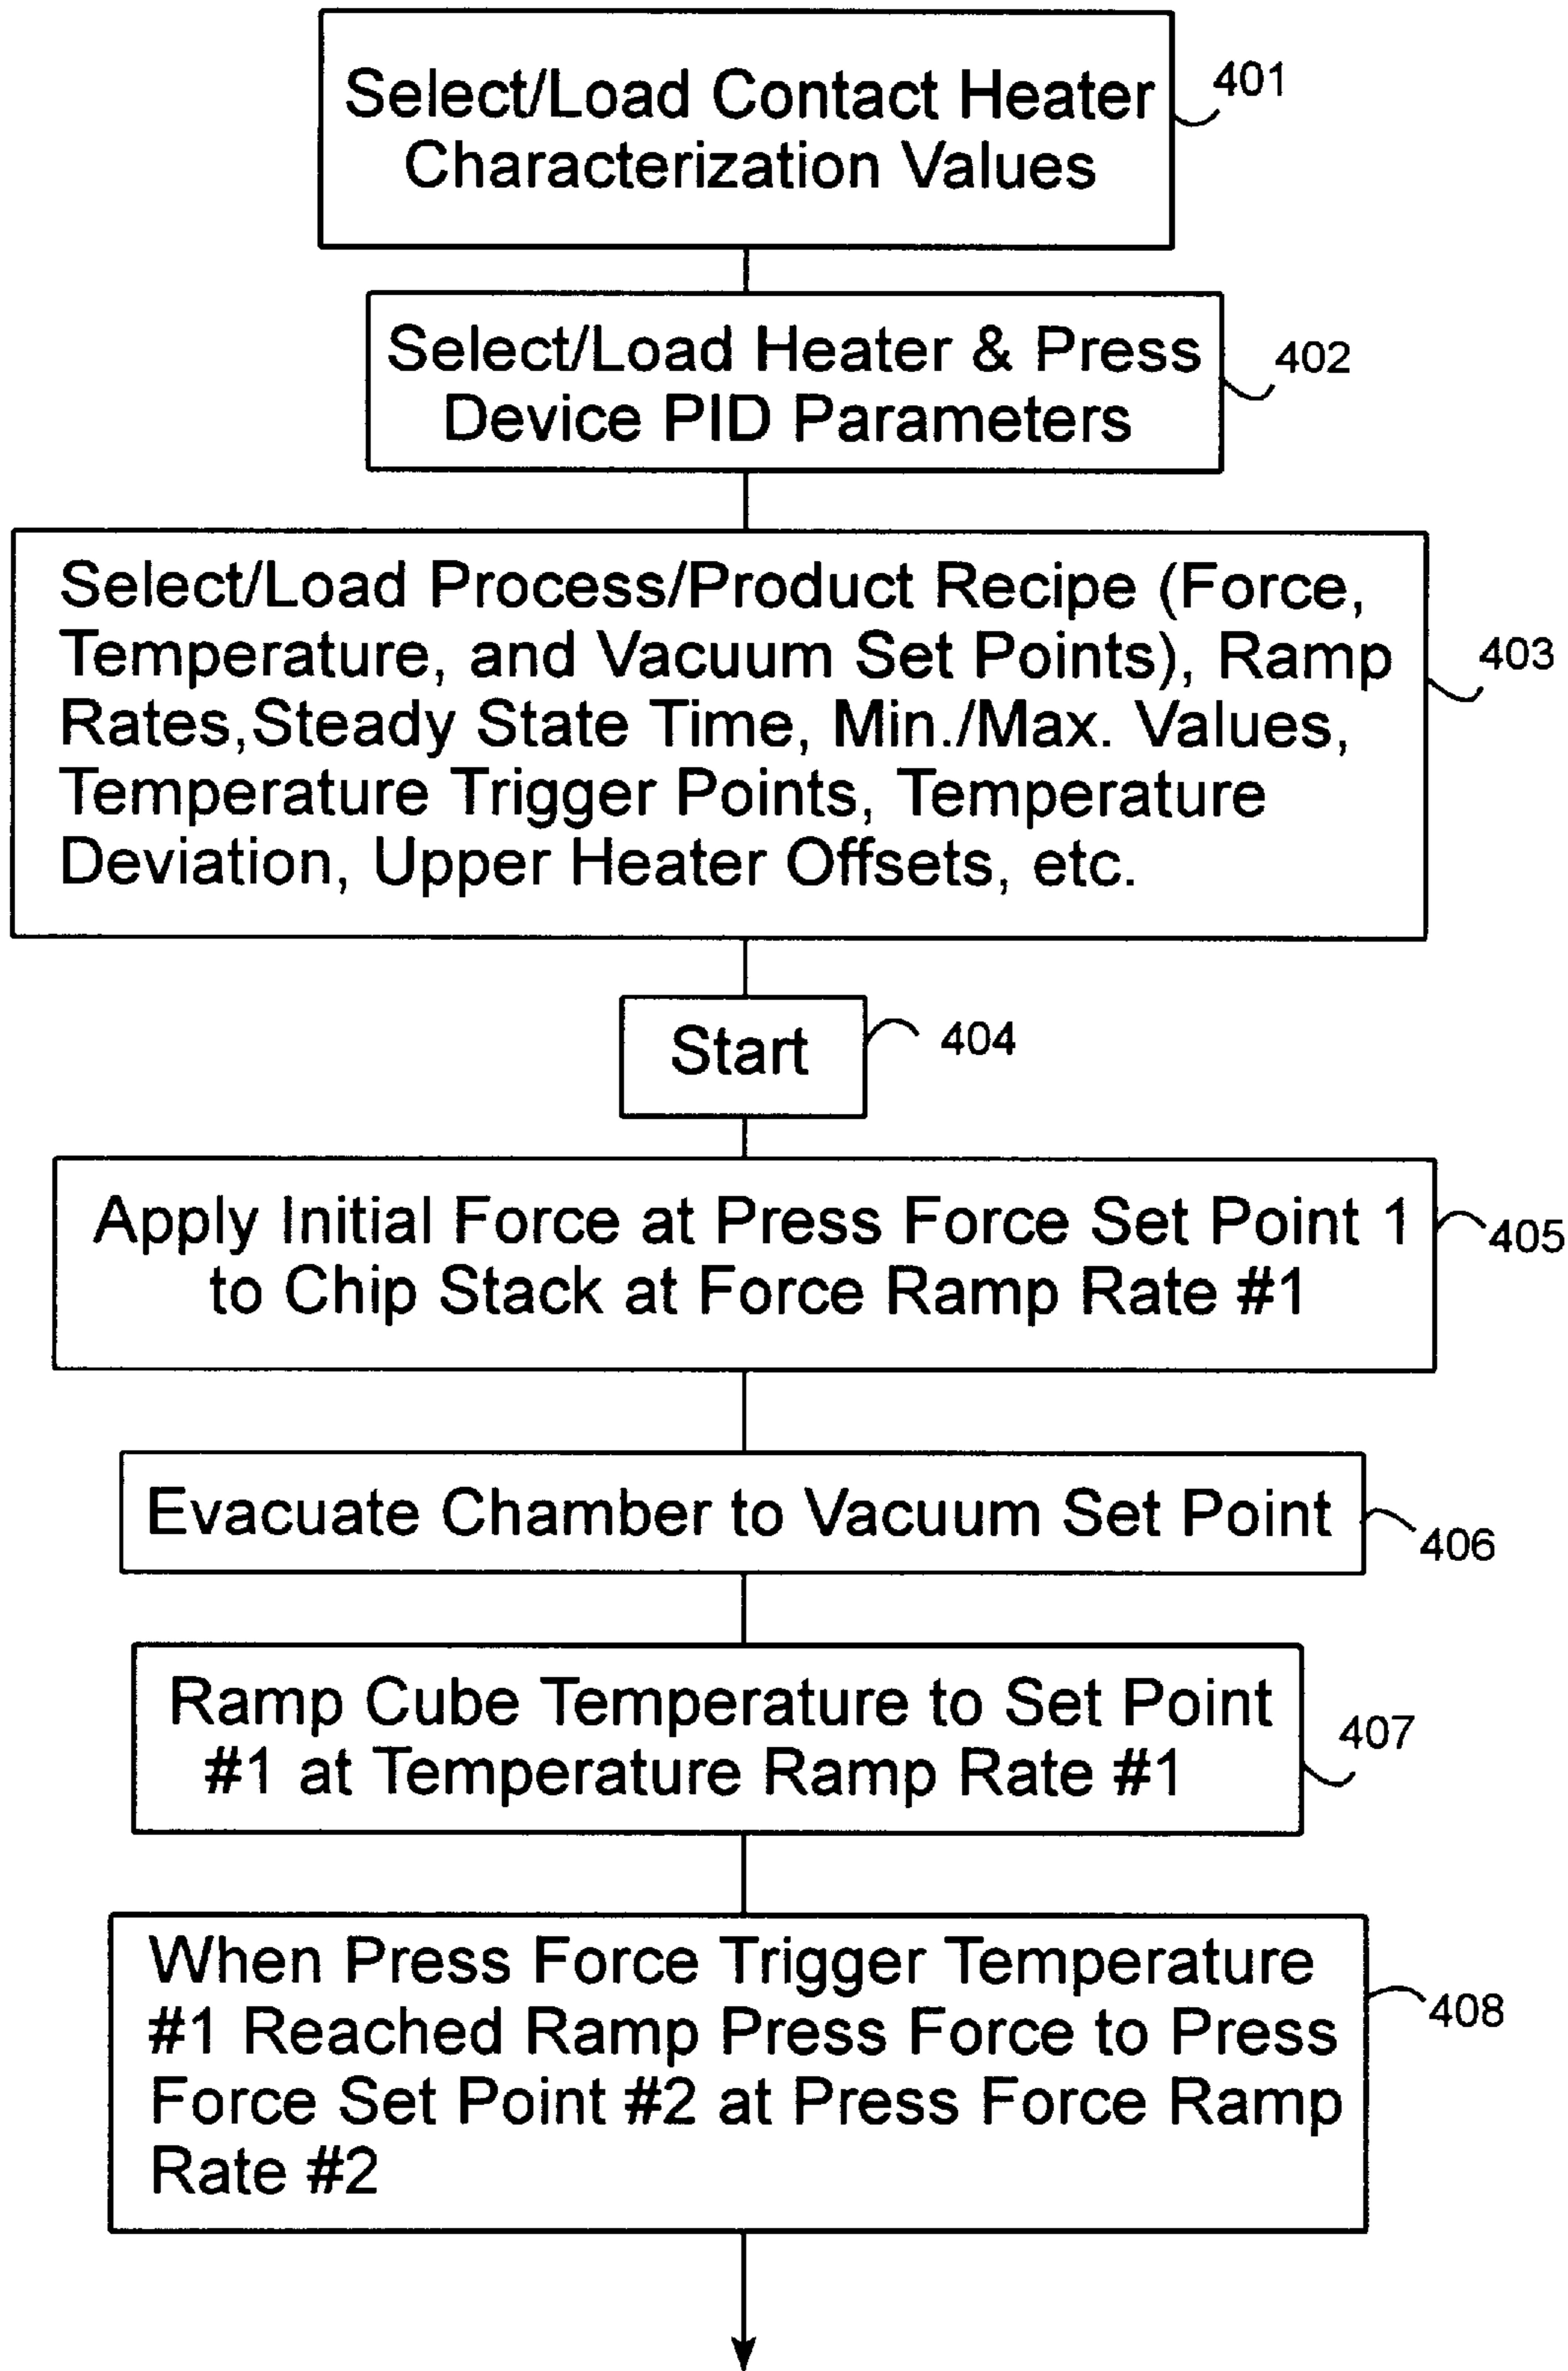 Select/Load Contact Heater
Characterization Values
401
Select/Load Heater & Press
Device PID Parameters
402
Select/Load Process/Product Recipe (Force,
Temperature, and Vacuum Set Points), Ramp
Rates,Steady State Time, Min./Max. Values,
Temperature Trigger Points, Temperature
Deviation, Upper Heater Offsets, etc.
403
Start
404
Apply Initial Force at Press Force Set Point 1
to Chip Stack at Force Ramp Rate #1
405
Evacuate Chamber to Vacuum Set Point
406
Ramp Cube Temperature to Set Point
#1 at Temperature Ramp Rate #1
407
When Press Force Trigger Temperature
#1 Reached Ramp Press Force to Press
Force Set Point #2 at Press Force Ramp
Rate #2
408